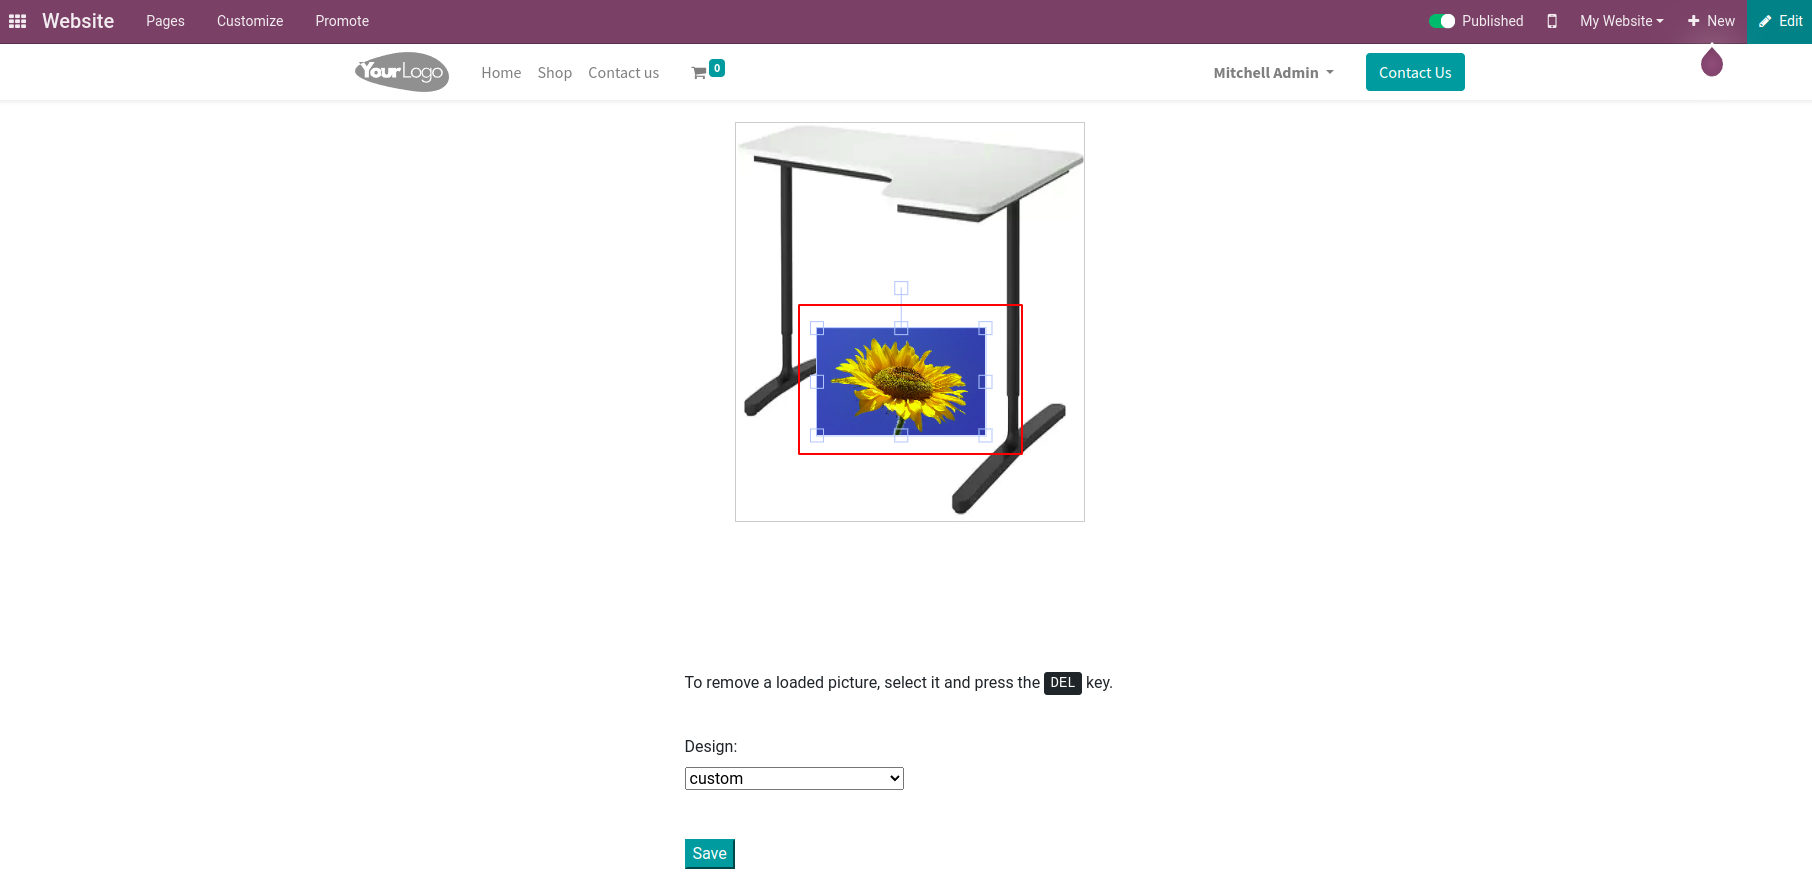 Website Pages Customize Promote Published My Website New Edit
YourLogo Home Shop Contact us 0 Mitchell Admin Contact Us
To remove a loaded picture, select it and press the DEL key.
Design:
custom
Save